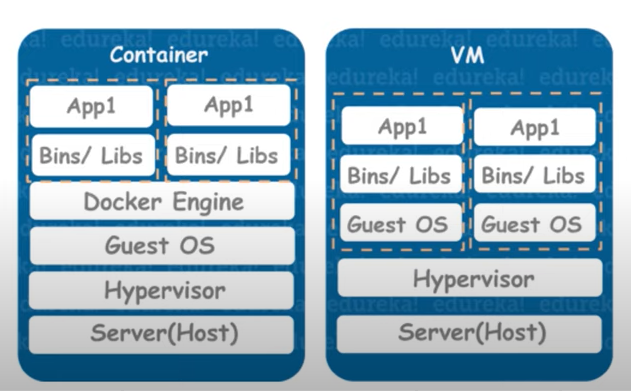 Container
App1 App1
Bins/ Libs Bins/ Libs
Docker Engine
Guest OS
Hypervisor
Server(Host)
VM
App1 App1
Bins/ Libs Bins/ Libs
Guest OS Guest OS
Hypervisor
Server(Host)
edureka!